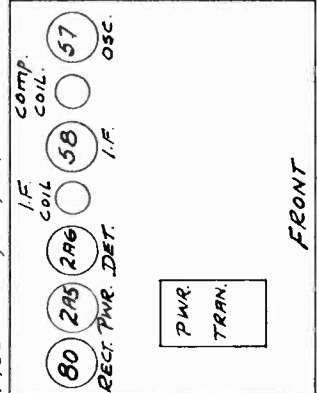 I.F. COMP.
COIL COIL.
80 2A5 2A6 58 57
RECT. PWR. DET. I.F. OSC.
PWR.
TRAN.
FRONT